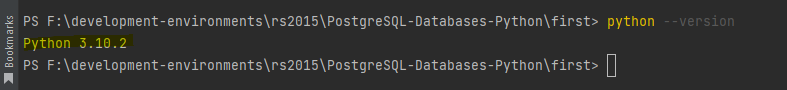 PS F:\development-environments\rs2015\PostgreSQL-Databases-Python\first> python --version
Python 3.10.2
PS F:\development-environments\rs2015\PostgreSQL-Databases-Python\first>
Bookmarks